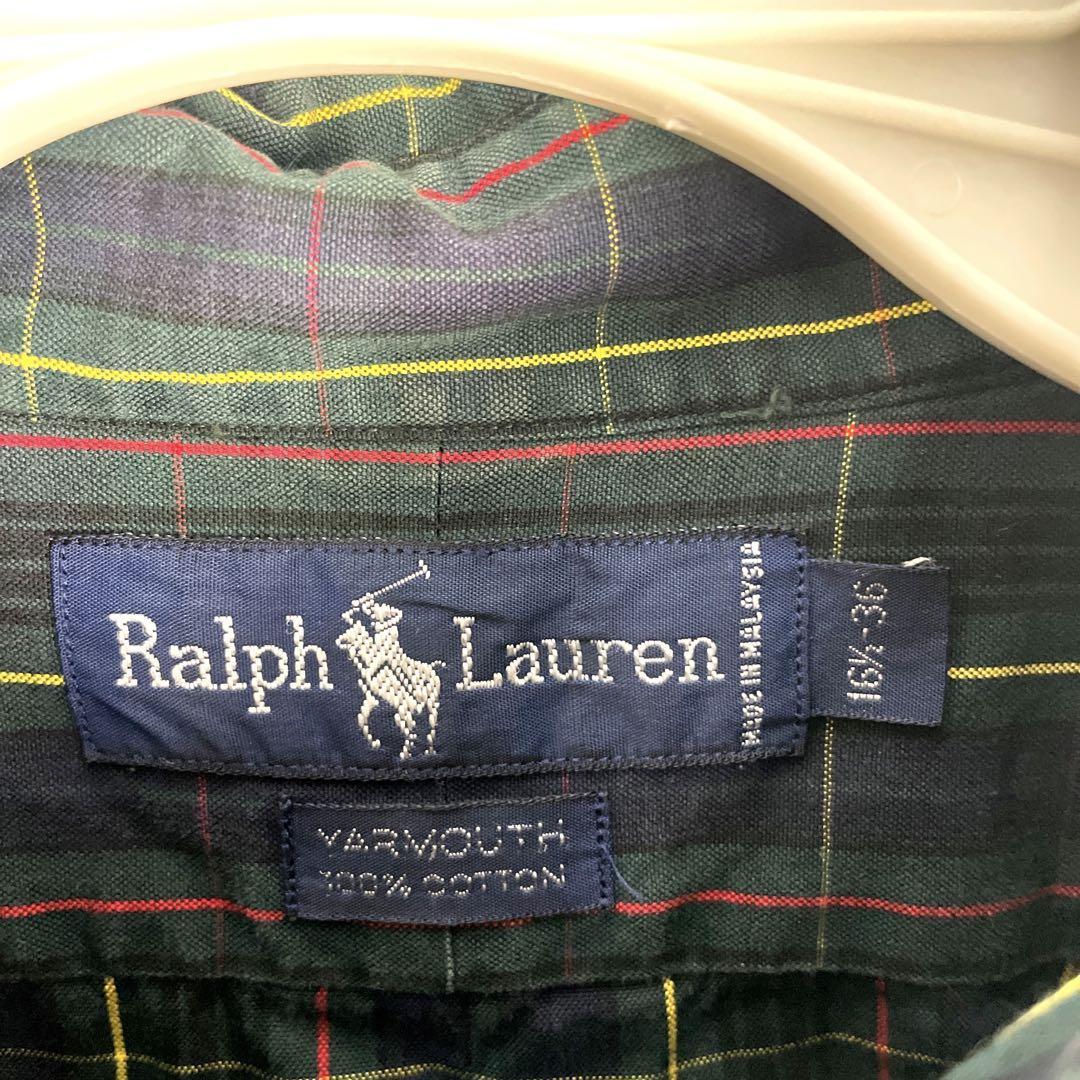 Ralph Lauren
MADE IN MALAYSIA
16½-36
YARMOUTH
100% COTTON